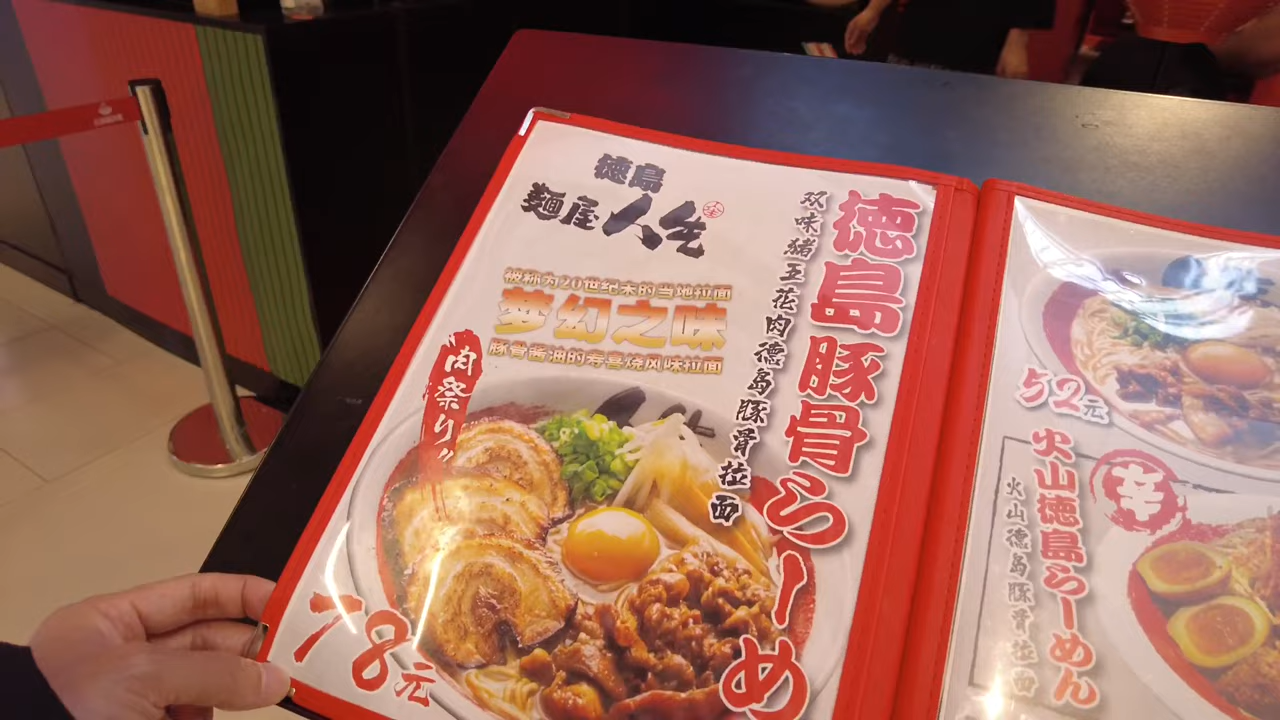 徳島
麺屋人生
人生
被称为20世纪末的当地拉面
梦幻之味
豚骨酱油的寿喜烧风味拉面
肉祭り!!
徳島豚骨らーめ
双味猪五花肉德岛豚骨拉面
78元
52元
辛
火山徳島らーめん
火山德岛豚骨拉面